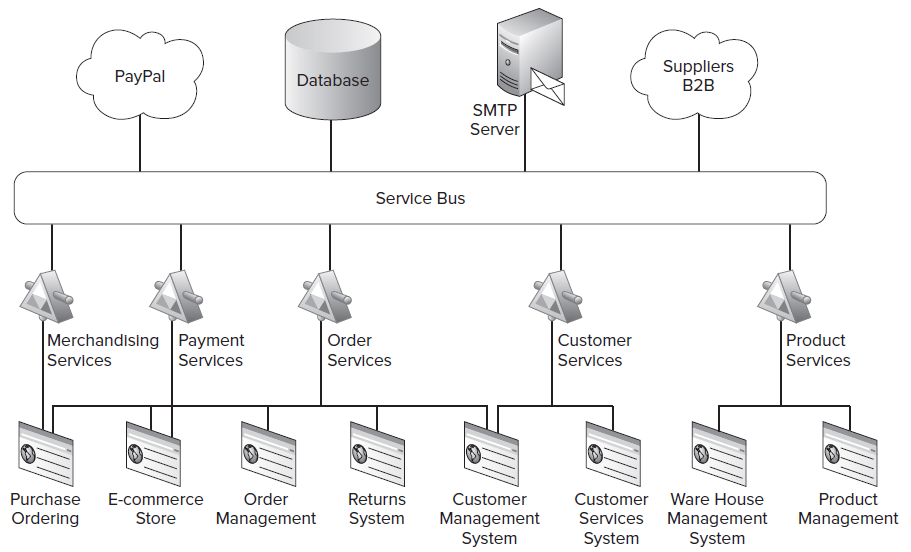 PayPal
Database
SMTP
Server
Suppliers
B2B
Service Bus
Merchandising
Services
Payment
Services
Order
Services
Customer
Services
Product
Services
Purchase
Ordering
E-commerce
Store
Order
Management
Returns
System
Customer
Management
System
Customer
Services
System
Ware House
Management
System
Product
Management